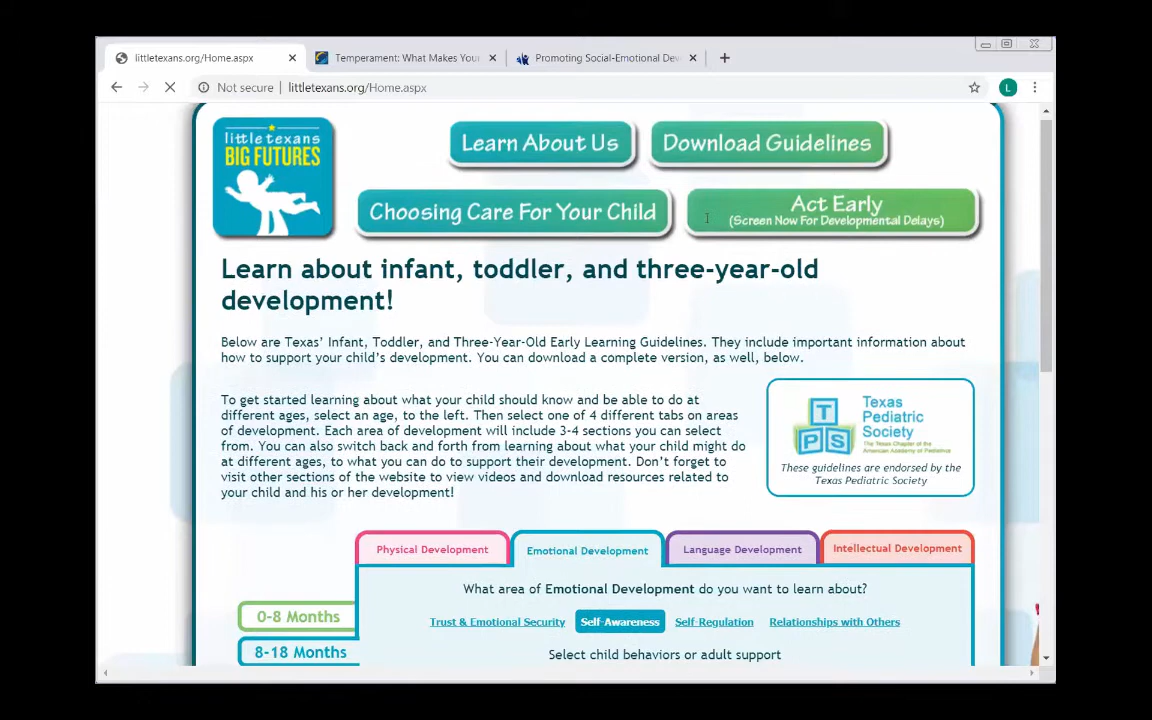 littletexans.org/Home.aspx
Temperament: What Makes You
Promoting Social-Emotional Dev
Not secure | littletexans.org/Home.aspx
L
little texans
BIG FUTURES
Learn About Us
Download Guidelines
Choosing Care For Your Child
Act Early
(Screen Now For Developmental Delays)
Learn about infant, toddler, and three-year-old
development!
Below are Texas' Infant, Toddler, and Three-Year-Old Early Learning Guidelines. They include important information about
how to support your child's development. You can download a complete version, as well, below.
To get started learning about what your child should know and be able to do at
different ages, select an age, to the left. Then select one of 4 different tabs on areas
of development. Each area of development will include 3-4 sections you can select
from. You can also switch back and forth from learning about what your child might do
at different ages, to what you can do to support their development. Don't forget to
visit other sections of the website to view videos and download resources related to
your child and his or her development!
T
P S
Texas
Pediatric
Society
The Texas Chapter of the
American Academy of Pediatrics
These guidelines are endorsed by the
Texas Pediatric Society
Physical Development
Emotional Development
Language Development
Intellectual Development
What area of Emotional Development do you want to learn about?
0-8 Months
Trust & Emotional Security
Self-Awareness
Self-Regulation
Relationships with Others
8-18 Months
Select child behaviors or adult support